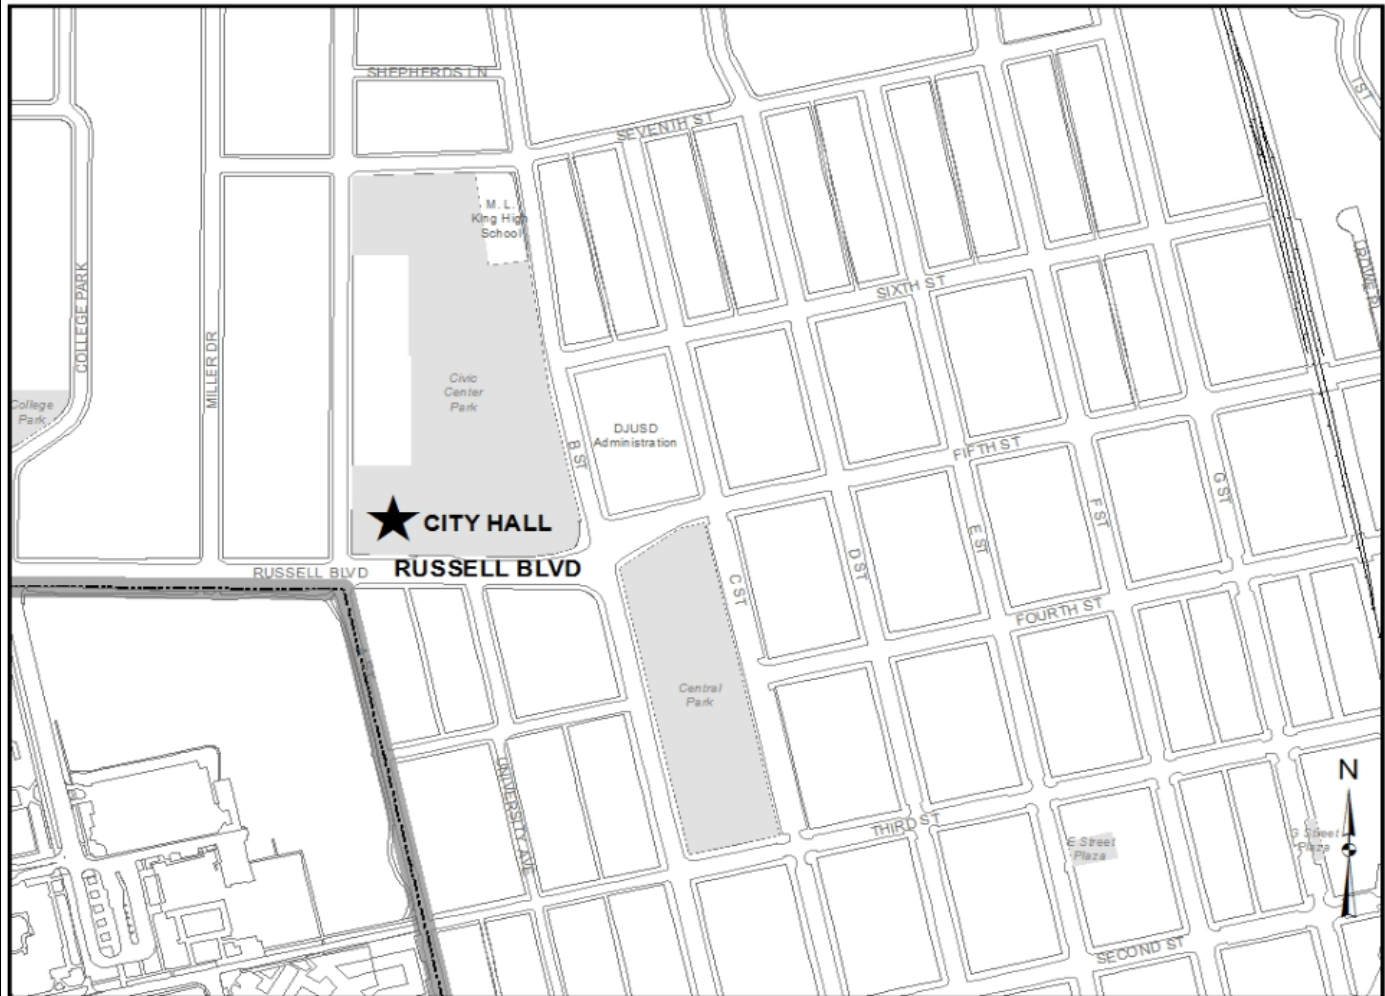 SHEPHERDS LN
SEVENTH ST
M. L.
King High
School
COLLEGE PARK
MILLER DR
SIXTH ST
College
Park
Civic
Center
Park
DJUSD
Administration
B ST
FIFTH ST
G ST
F ST
E ST
D ST
C ST
CITY HALL
RUSSELL BLVD
RUSSELL BLVD
FOURTH ST
Central
Park
UNIVERSITY AVE
THIRD ST
E Street
Plaza
G Street
Plaza
N
SECOND ST